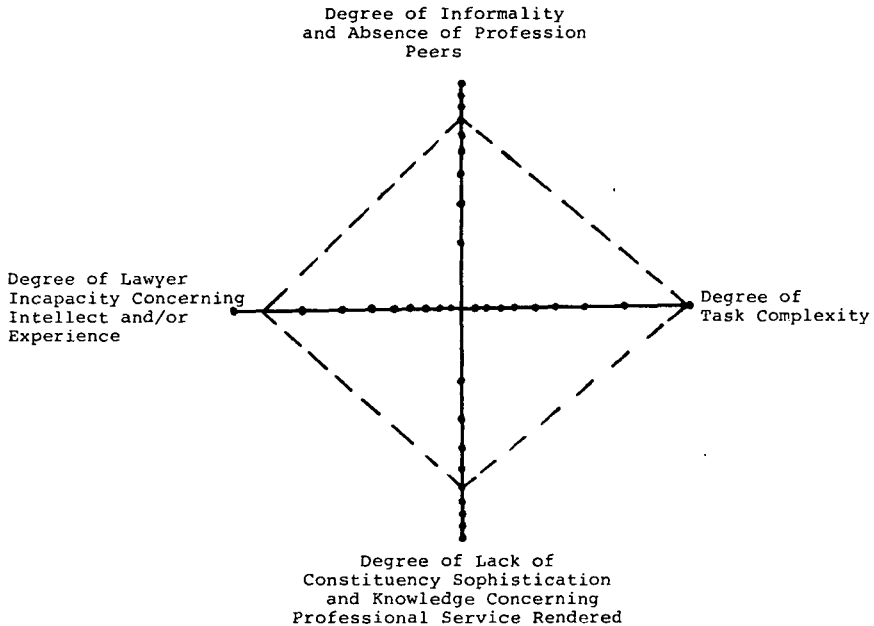 Degree of Informality
and Absence of Profession
Peers
Degree of Lawyer
Incapacity Concerning
Intellect and/or
Experience
Degree of
Task Complexity
Degree of Lack of
Constituency Sophistication
and Knowledge Concerning
Professional Service Rendered